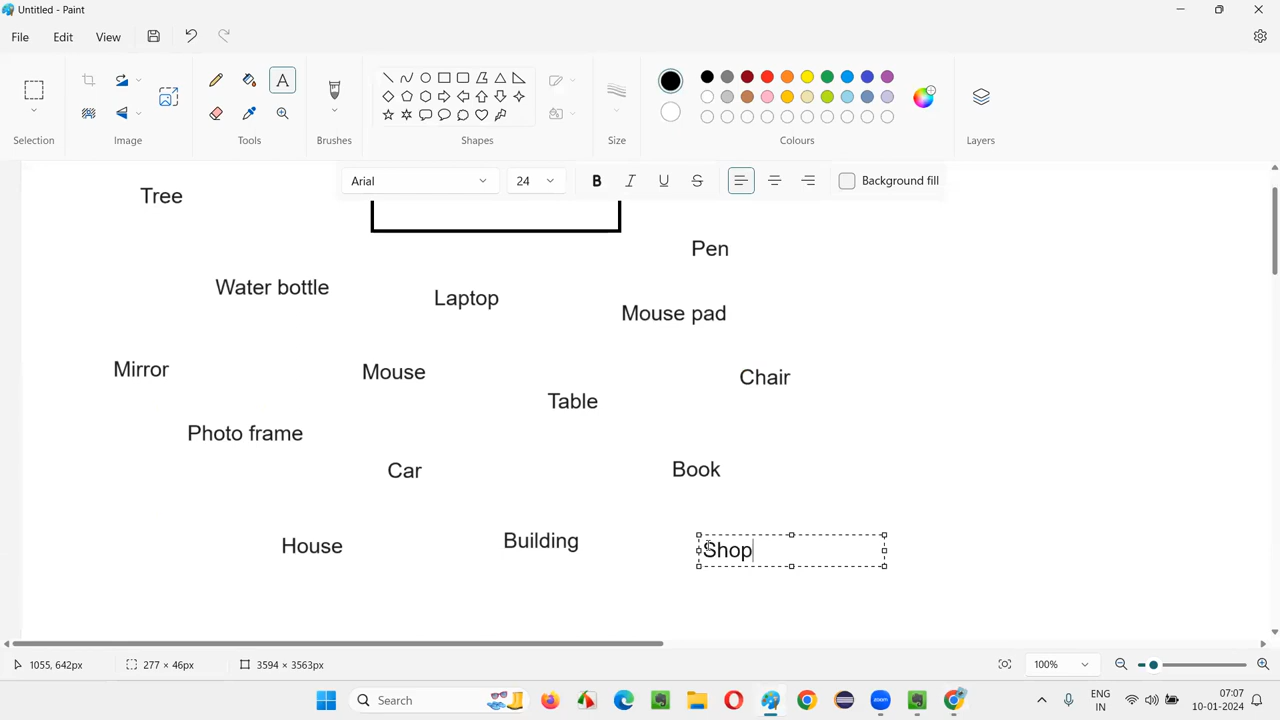 Untitled - Paint
File Edit View
Selection Image Tools Brushes Shapes Size Colours Layers
Arial 24 B I U S Background fill
Tree
Pen
Water bottle
Laptop
Mouse pad
Mirror
Mouse
Chair
Table
Photo frame
Car
Book
House
Building
Shop
1055, 642px 277 × 46px 3594 × 3563px 100%
Search
zoom
ENG
IN
07:07
10-01-2024